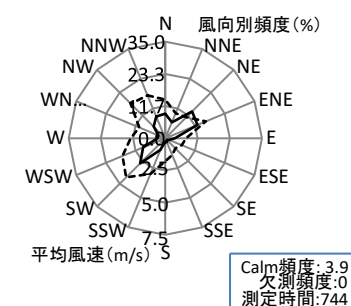 N
風向別頻度(%)
35.0
NNW
NNE
NW
23.3
NE
WN...
11.7
ENE
W
E
WSW
2.5
ESE
SW
5.0
SE
SSW
SSE
平均風速(m/s)
7.5
S
Calm頻度: 3.9
欠測頻度:0
測定時間:744